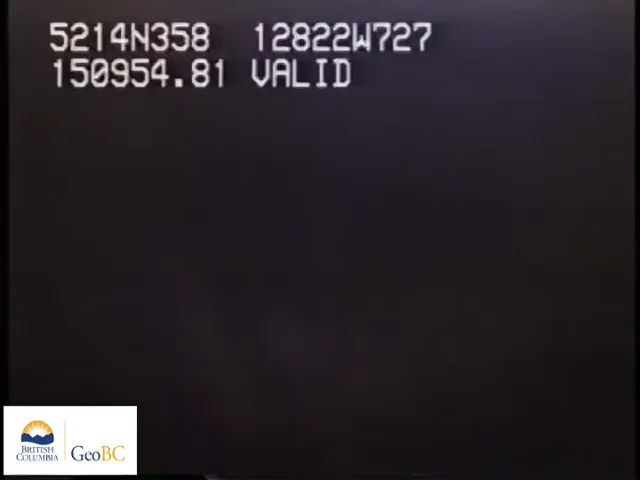 5214N358 12822W727
150954.81 VALID
BRITISH
COLUMBIA
GeoBC